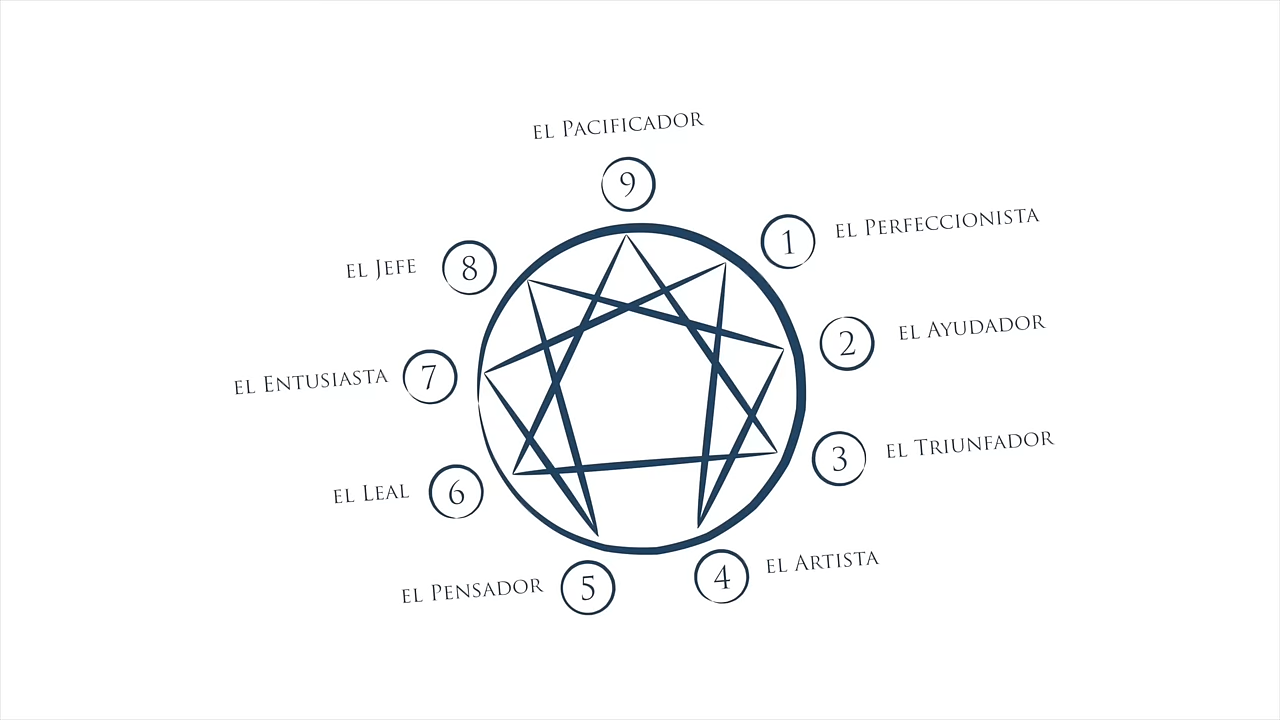 el Pacificador
9
1
el Perfeccionista
el Jefe
8
2
el Ayudador
el Entusiasta
7
3
el Triunfador
el Leal
6
4
el Artista
el Pensador
5